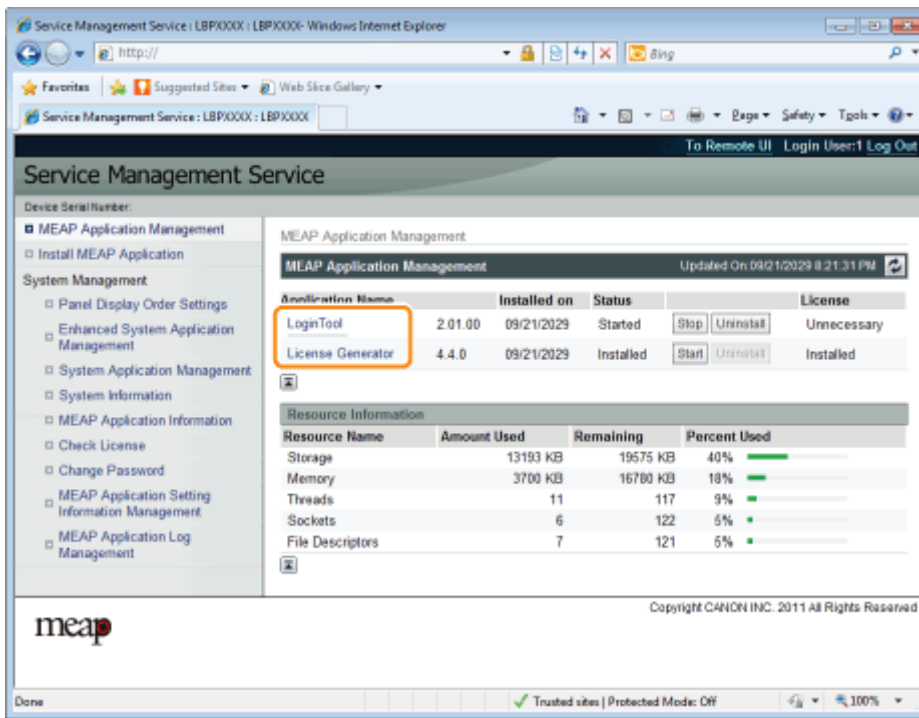 Service Management Service : LBPXXXX : LBPXXXX- Windows Internet Explorer
http://
Bing
Favorites Suggested Sites Web Slice Gallery
Service Management Service : LBPXXXX : LBPXXXX
Page Safety Tools
To Remote UI Login User:1 Log Out
Service Management Service
Device Serial Number:
MEAP Application Management
Install MEAP Application
System Management
Panel Display Order Settings
Enhanced System Application
Management
System Application Management
System Information
MEAP Application Information
Check License
Change Password
MEAP Application Setting
Information Management
MEAP Application Log
Management
MEAP Application Management
MEAP Application Management Updated On:09/21/2029 8:21:31 PM
Application Name Installed on Status License
LoginTool 2.01.00 09/21/2029 Started Stop Uninstall Unnecessary
License Generator 4.4.0 09/21/2029 Installed Start Uninstall Installed
Resource Information
Resource Name Amount Used Remaining Percent Used
Storage 13193 KB 19575 KB 40%
Memory 3700 KB 16780 KB 18%
Threads 11 117 9%
Sockets 6 122 5%
File Descriptors 7 121 6%
Copyright CANON INC. 2011 All Rights Reserved
meap
Done Trusted sites | Protected Mode: Off 100%